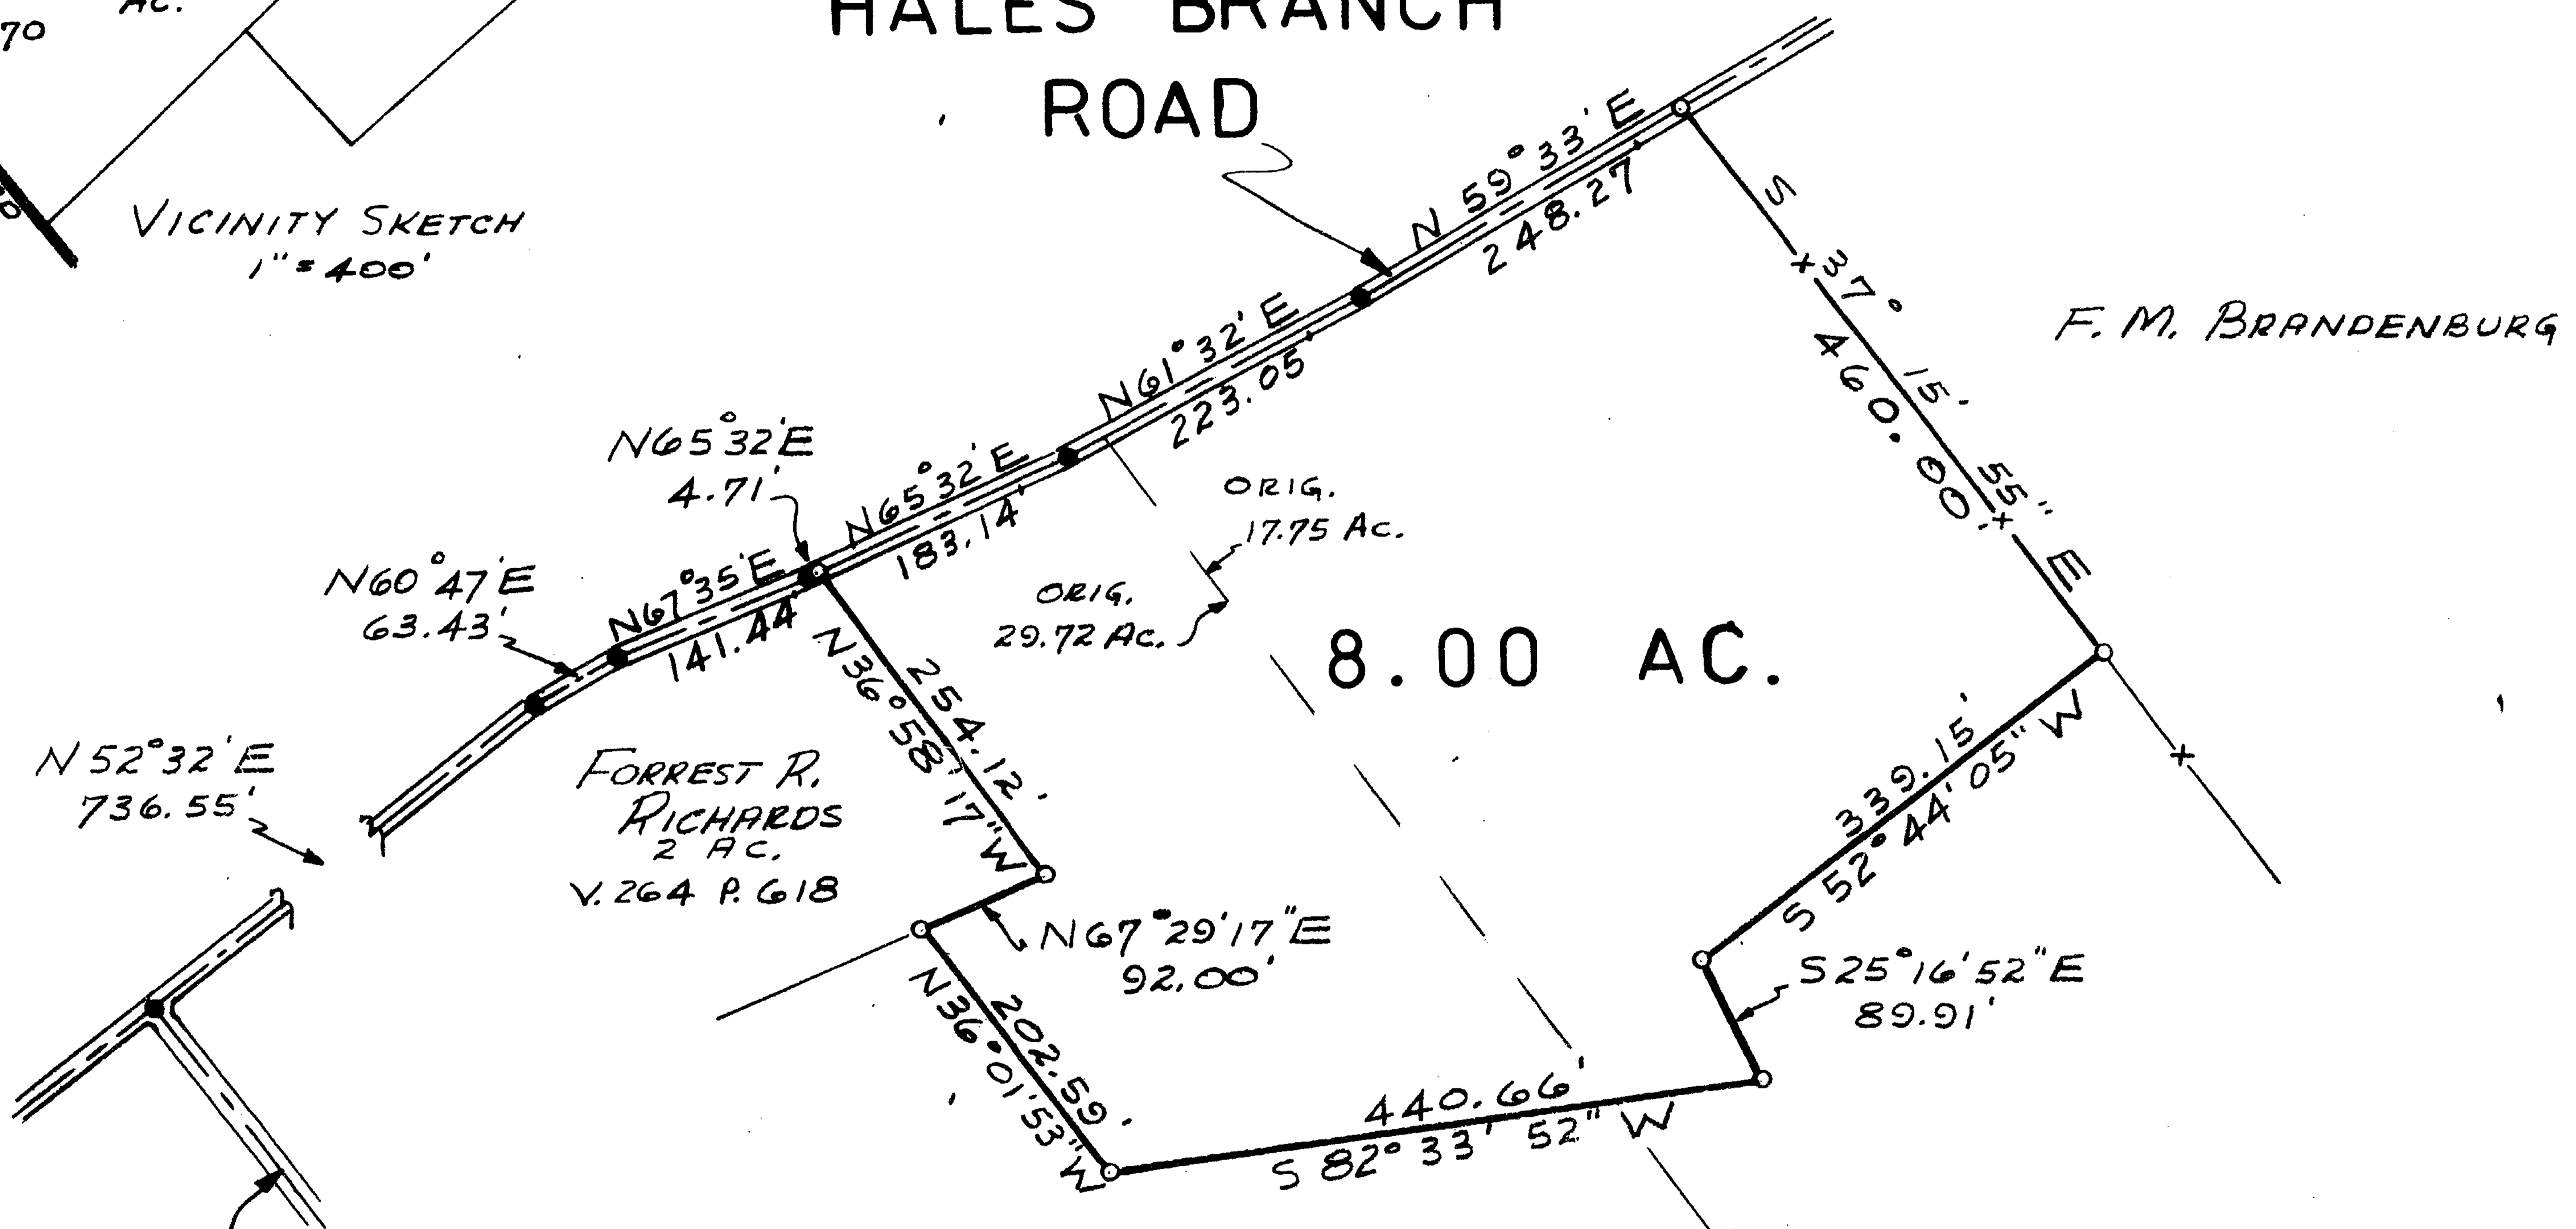 AC.
70
HALES BRANCH
ROAD
VICINITY SKETCH
1" = 400'
N 59° 33' E
248.27'
S 37° 15' 55" E
460.00'
F. M. BRANDENBURG
N61°32'E
223.05'
N65°32'E
4.71'
N65°32'E
183.14'
ORIG.
17.75 AC.
ORIG.
29.72 AC.
N60°47'E
63.43'
N67°35'E
141.44'
8.00 AC.
254.12'
N36°58'17"W
N52°32'E
736.55'
FORREST R.
RICHARDS
2 AC.
V. 264 P. 618
339.15'
S 52° 44' 05" W
N67°29'17"E
92.00'
S25°16'52"E
89.91'
202.59'
N36°01'53"W
440.66'
S 82° 33' 52" W